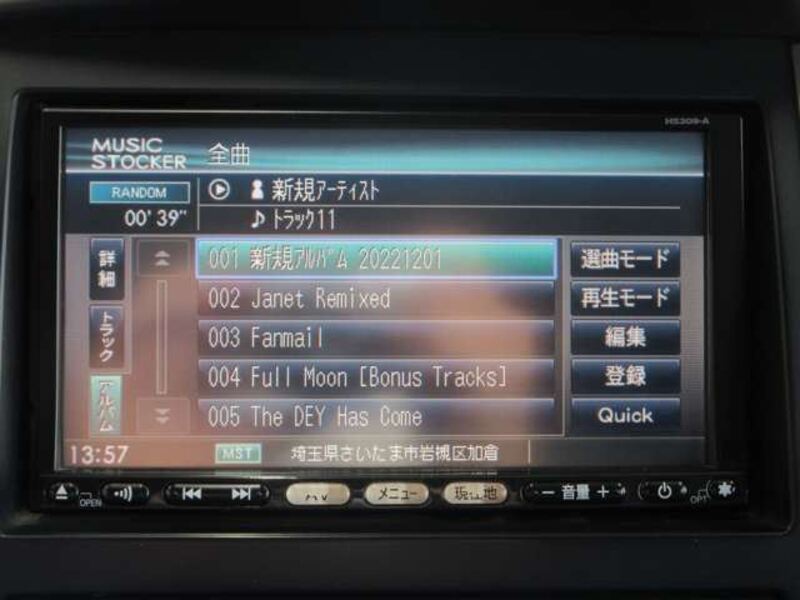 HS309-A
MUSIC
STOCKER 全曲
RANDOM 新規アーティスト
00'39" トラック11
詳細
トラック
アルバム
001 新規アルバム 20221201
002 Janet Remixed
003 Fanmail
004 Full Moon [Bonus Tracks]
005 The DEY Has Come
選曲モード
再生モード
編集
登録
Quick
13:57 MST 埼玉県さいたま市岩槻区加倉
OPEN AV メニュー 現在地 − 音量 + OPT